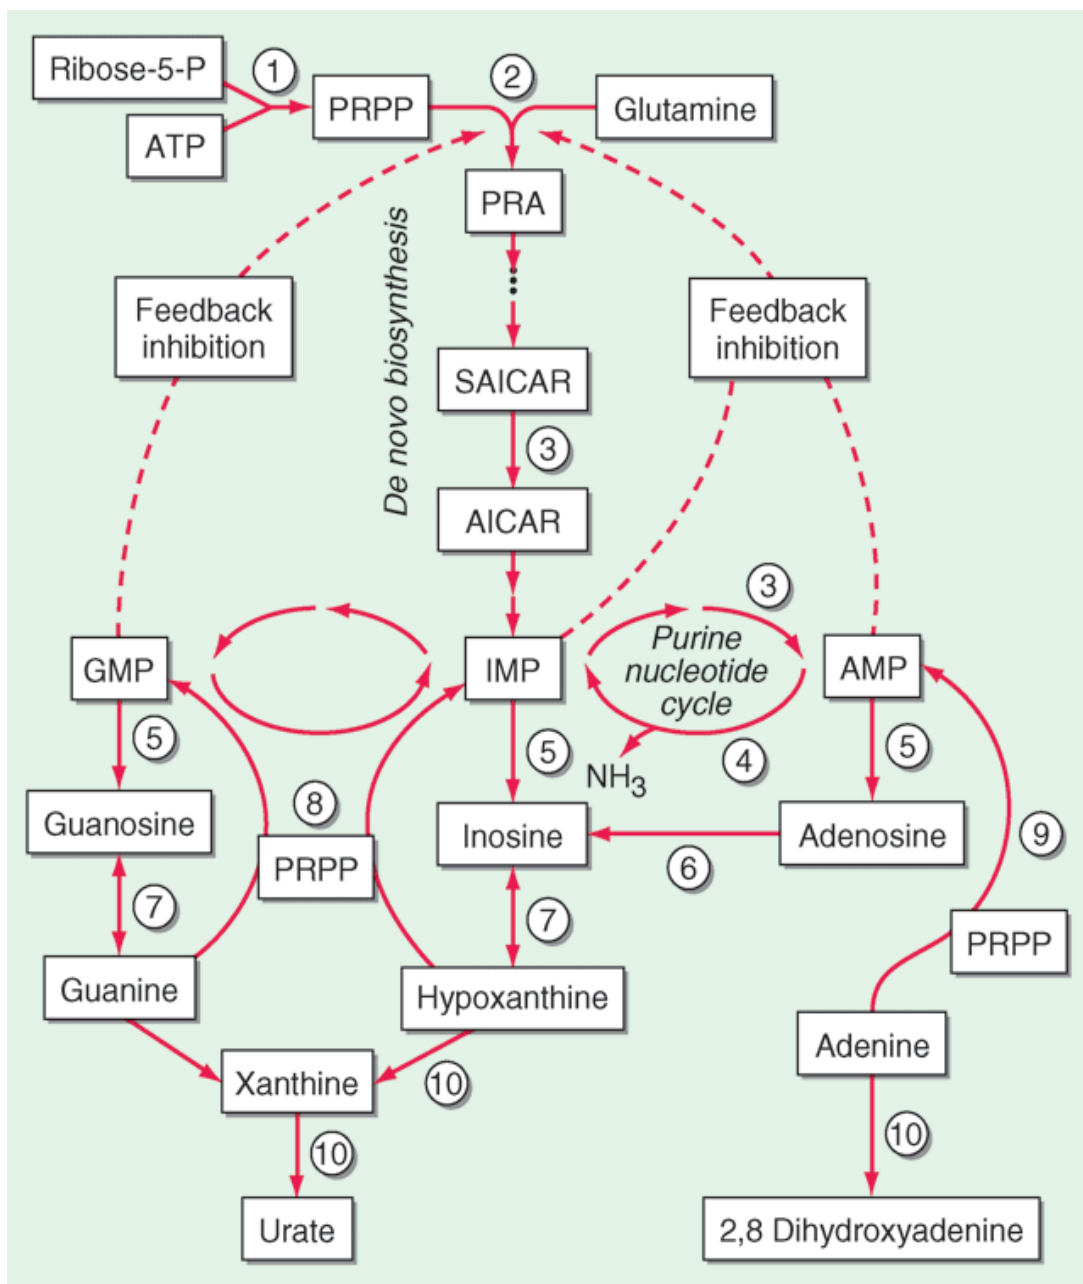 Ribose-5-P
1
2
PRPP
Glutamine
ATP
PRA
De novo biosynthesis
Feedback
inhibition
Feedback
inhibition
SAICAR
3
AICAR
3
GMP
IMP
Purine
nucleotide
cycle
AMP
5
5
4
5
NH3
8
Guanosine
Inosine
Adenosine
9
PRPP
6
7
7
PRPP
Guanine
Hypoxanthine
Adenine
Xanthine
10
10
10
Urate
2,8 Dihydroxyadenine